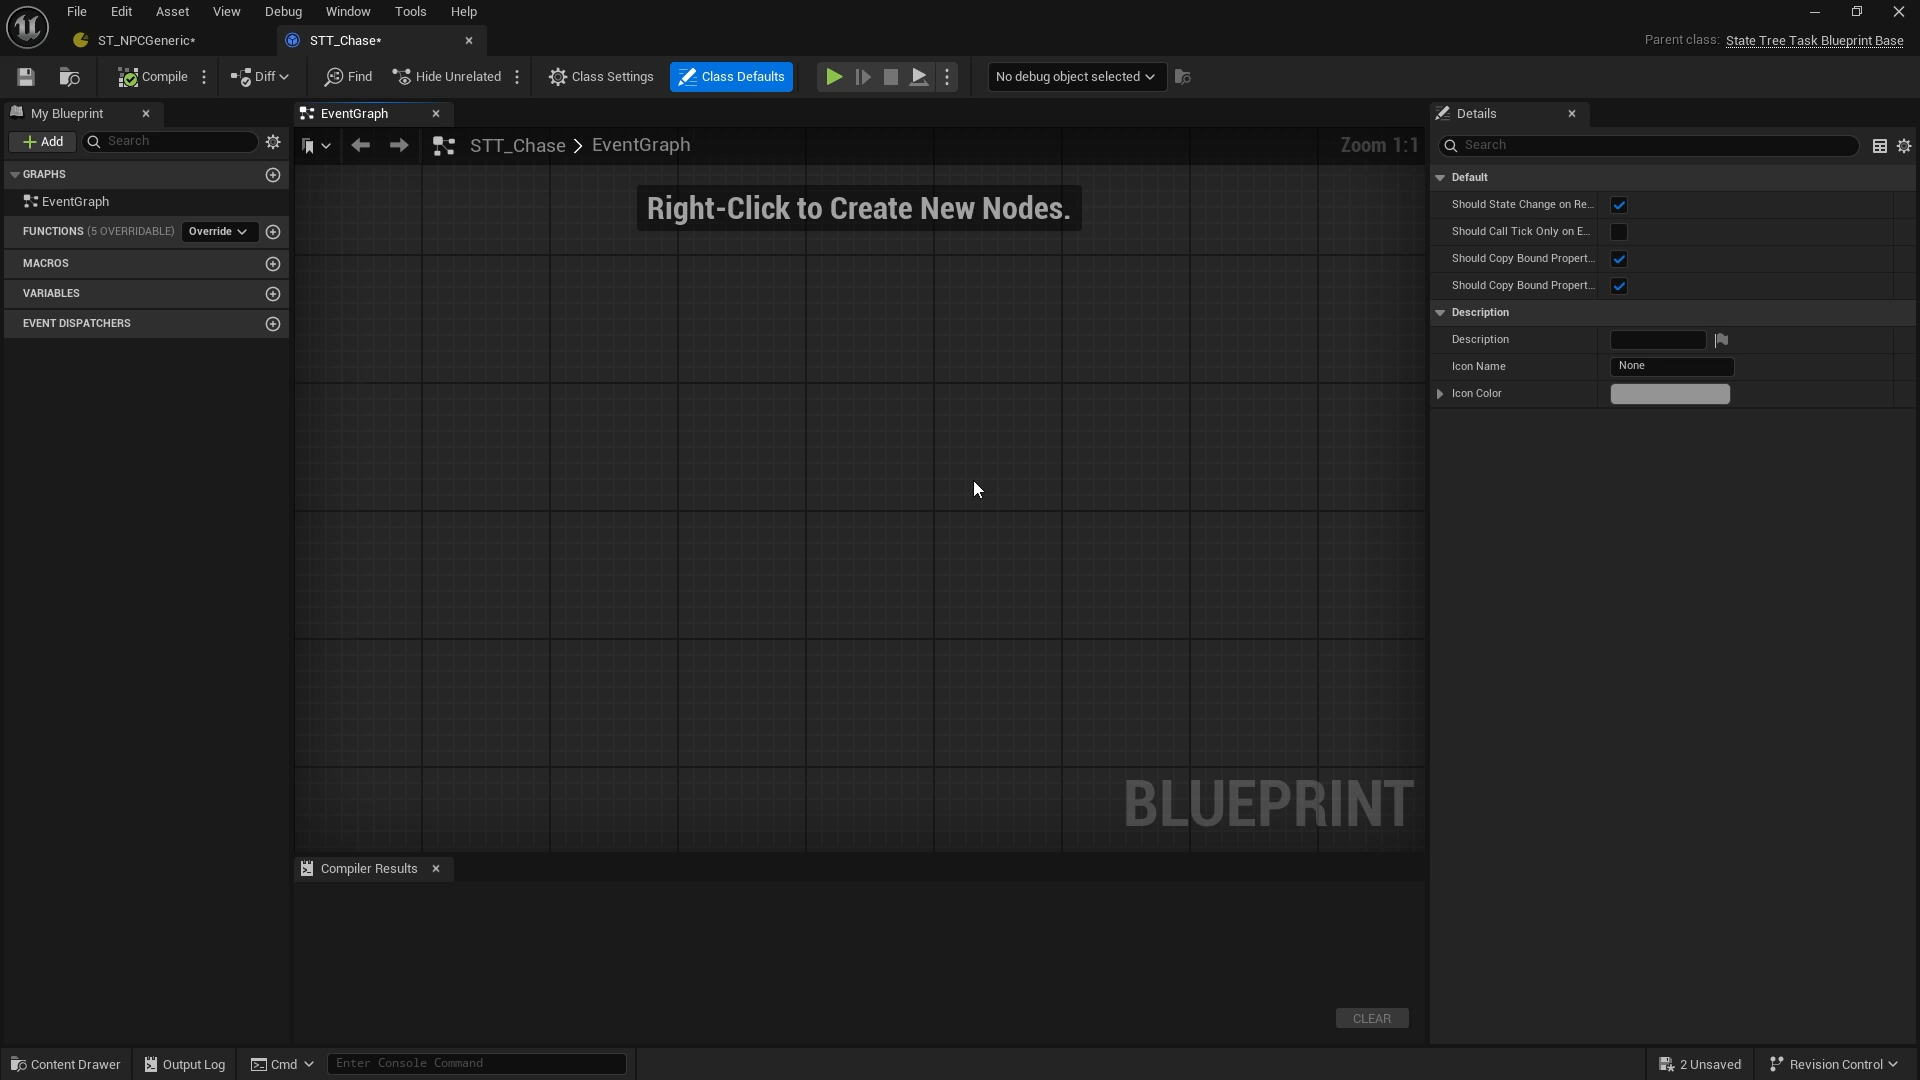 File Edit Asset View Debug Window Tools Help
ST_NPCGeneric*
STT_Chase*
Parent class: State Tree Task Blueprint Base
Compile
Diff
Find
Hide Unrelated
Class Settings
Class Defaults
No debug object selected
My Blueprint
Add
Search
GRAPHS
EventGraph
FUNCTIONS (5 OVERRIDABLE) Override
MACROS
VARIABLES
EVENT DISPATCHERS
EventGraph
STT_Chase > EventGraph
Zoom 1:1
Right-Click to Create New Nodes.
BLUEPRINT
Compiler Results
CLEAR
Details
Search
Default
Should State Change on Re...
Should Call Tick Only on E...
Should Copy Bound Propert...
Should Copy Bound Propert...
Description
Description
Icon Name None
Icon Color
Content Drawer
Output Log
Cmd
Enter Console Command
2 Unsaved
Revision Control